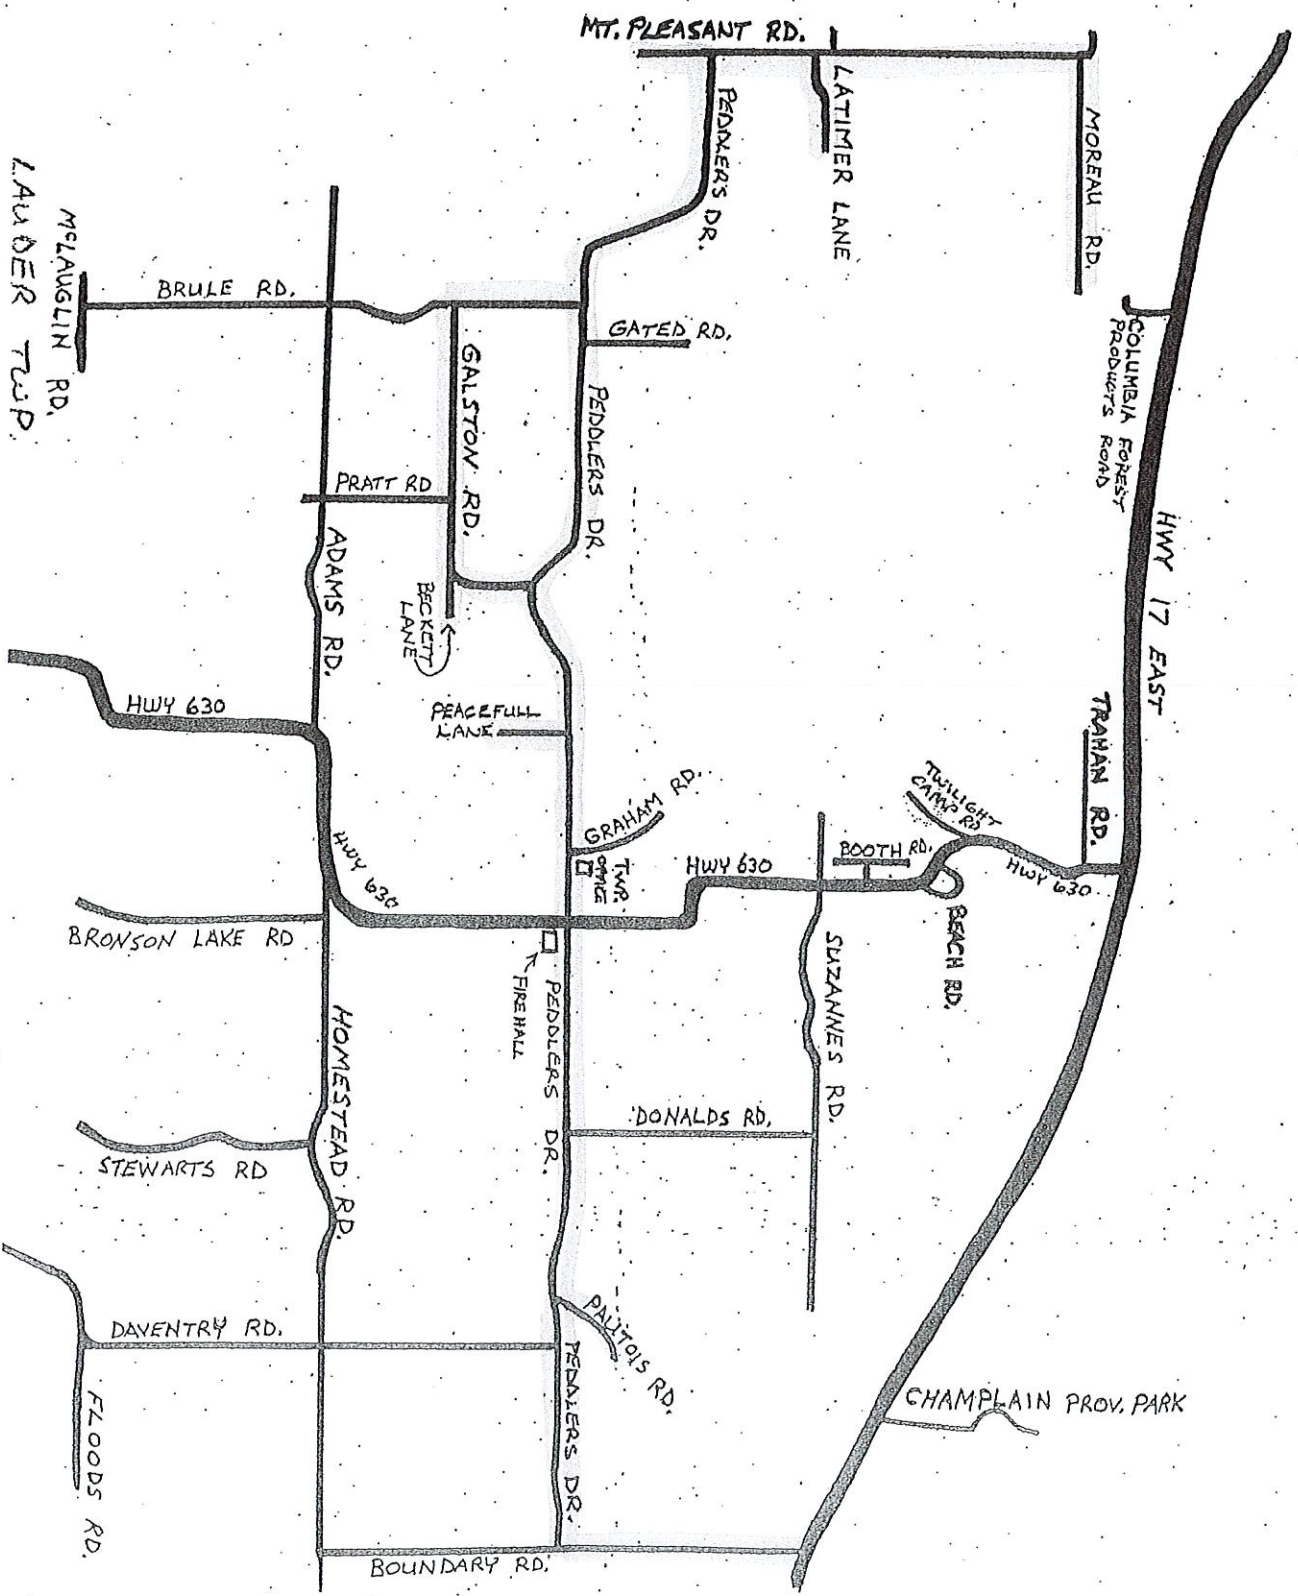 MT. PLEASANT RD.
PEDDLERS DR.
LATIMER LANE
MOREAU RD.
COLUMBIA FOREST
PRODUCTS ROAD
HWY 17 EAST
MCLAUGLIN RD.
LAUDER TWP.
BRULE RD.
GATED RD.
GALSTON RD.
PEDDLERS DR.
PRATT RD
ADAMS RD.
BECKETT
LANE
HWY 630
PEACEFULL
LANE
TRAHAN RD.
TWILIGHT
CAMP RD
GRAHAM RD.
TWP.
OFFICE
HWY 630
BOOTH RD.
HWY 630
HWY 630
BEACH RD.
BRONSON LAKE RD
FIREHALL
PEDDLERS DR.
SUZANNES RD.
HOMESTEAD RD.
DONALDS RD.
STEWARTS RD
DAVENTRY RD.
PAUTOIS RD.
PEDDLERS DR.
CHAMPLAIN PROV. PARK
FLOODS RD.
BOUNDARY RD.